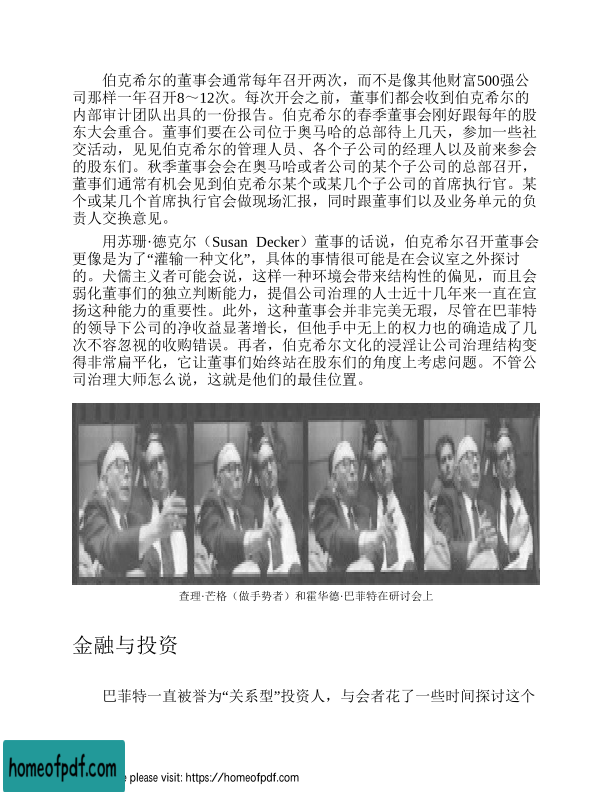 伯克希尔的董事会通常每年召开两次，而不是像其他财富500强公
司那样一年召开8～12次。每次开会之前，董事们都会收到伯克希尔的
内部审计团队出具的一份报告。伯克希尔的春季董事会刚好跟每年的股
东大会重合。董事们要在公司位于奥马哈的总部待上几天，参加一些社
交活动，见见伯克希尔的管理人员、各个子公司的经理人以及前来参会
的股东们。秋季董事会会在奥马哈或者公司的某个子公司的总部召开，
董事们通常有机会见到伯克希尔某个或某几个子公司的首席执行官。某
个或某几个首席执行官会做现场汇报，同时跟董事们以及业务单元的负
责人交换意见。
用苏珊·德克尔（Susan Decker）董事的话说，伯克希尔召开董事会
更像是为了“灌输一种文化”，具体的事情很可能是在会议室之外探讨
的。犬儒主义者可能会说，这样一种环境会带来结构性的偏见，而且会
弱化董事们的独立判断能力，提倡公司治理的人士近十几年来一直在宣
扬这种能力的重要性。此外，这种董事会并非完美无瑕，尽管在巴菲特
的领导下公司的净收益显著增长，但他手中无上的权力也的确造成了几
次不容忽视的收购错误。再者，伯克希尔文化的浸淫让公司治理结构变
得非常扁平化，它让董事们始终站在股东们的角度上考虑问题。不管公
司治理大师怎么说，这就是他们的最佳位置。
查理·芒格（做手势者）和霍华德·巴菲特在研讨会上
金融与投资
巴菲特一直被誉为“关系型”投资人，与会者花了一些时间探讨这个
homeofpdf.com
e please visit: https://homeofpdf.com